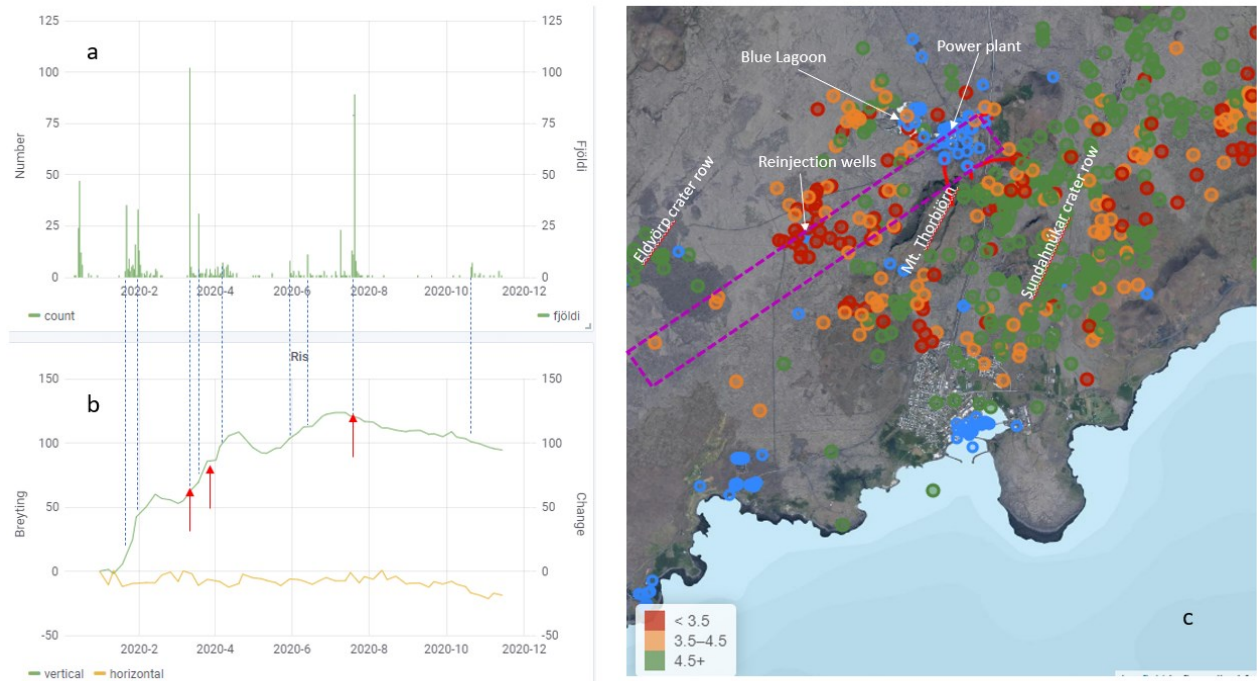 a
125
100
75
50
25
0
Number
125
100
75
50
25
0
Fjöldi
2020-2
2020-4
2020-6
2020-8
2020-10
2020-12
count
fjöldi
Ris
b
150
100
50
0
-50
Breyting
150
100
50
0
-50
Change
2020-2
2020-4
2020-6
2020-8
2020-10
2020-12
vertical
horizontal
Power plant
Blue Lagoon
Reinjection wells
Eldvörp crater row
Mt. Thorbjörn
Sundahnúkar crater row
< 3.5
3.5–4.5
4.5+
c